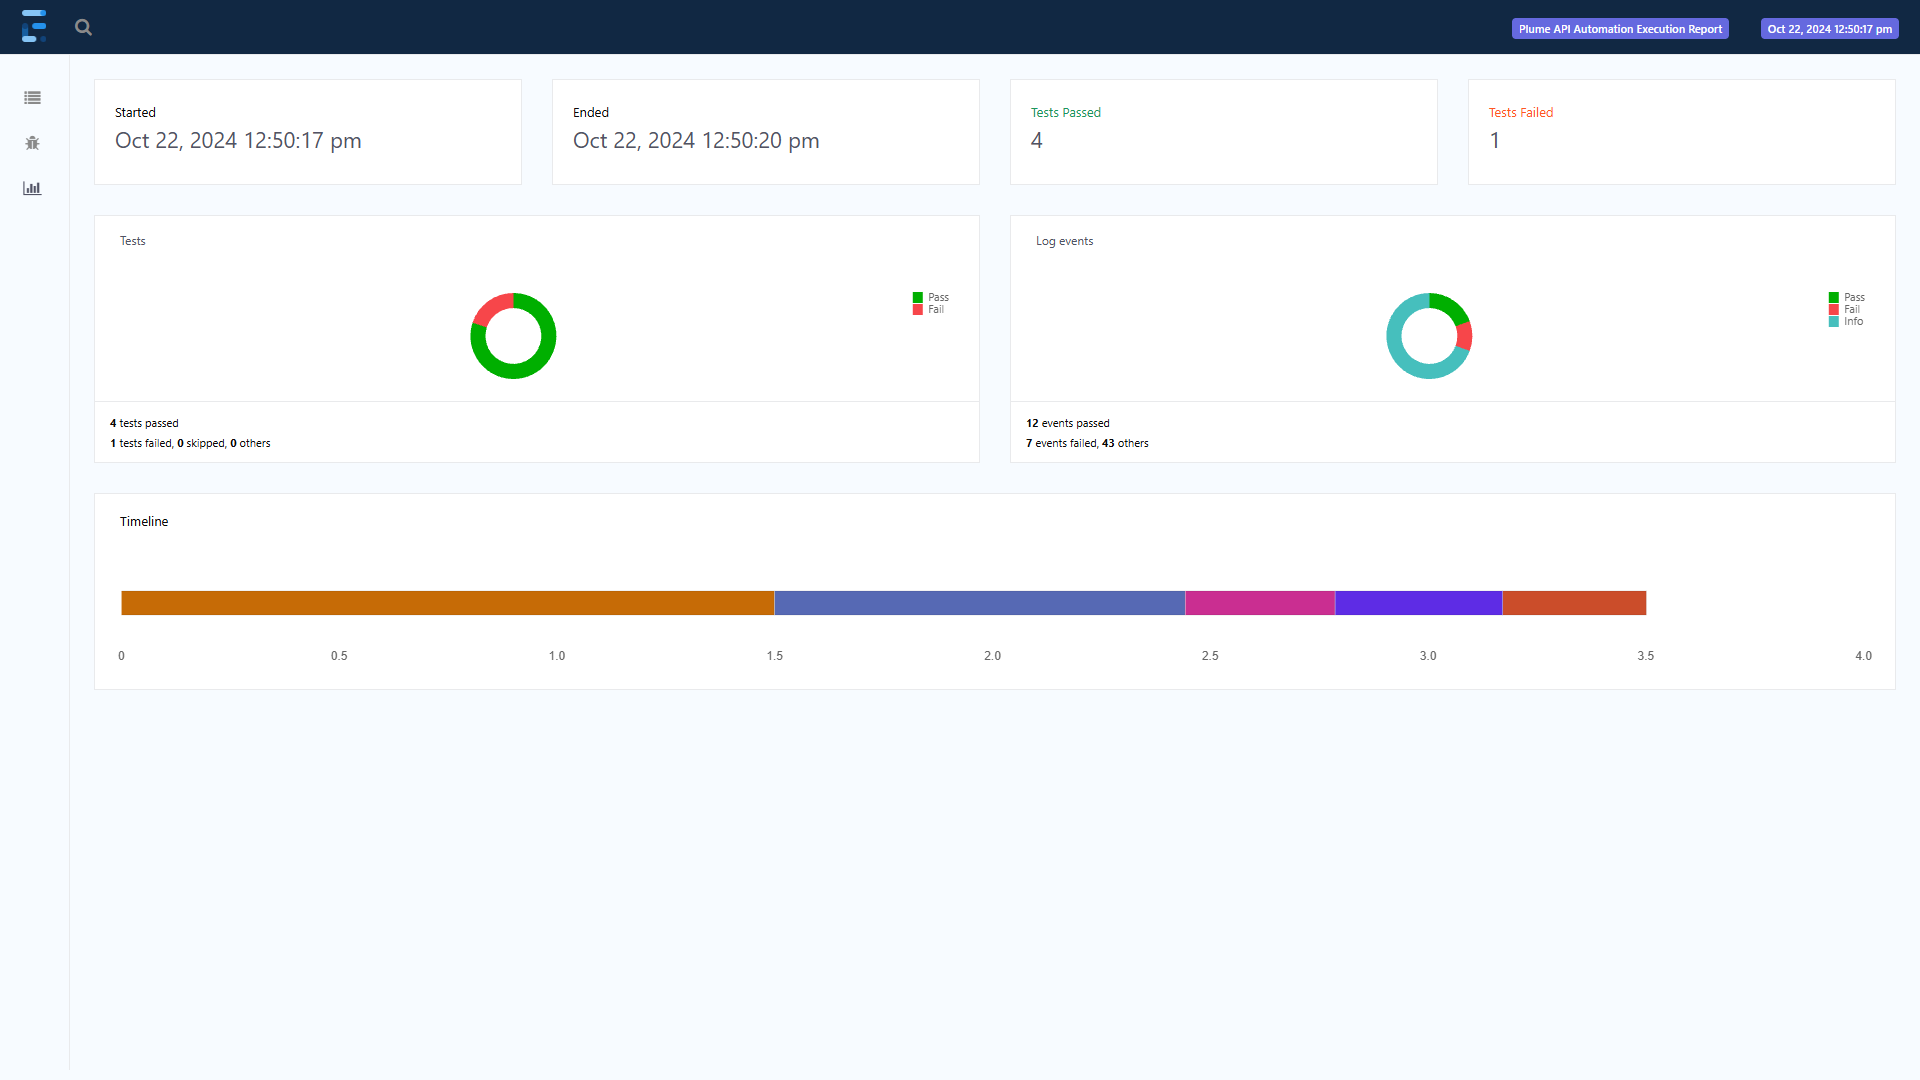 Plume API Automation Execution Report
Oct 22, 2024 12:50:17 pm
Started
Oct 22, 2024 12:50:17 pm
Ended
Oct 22, 2024 12:50:20 pm
Tests Passed
4
Tests Failed
1
Tests
Pass
Fail
4 tests passed
1 tests failed, 0 skipped, 0 others
Log events
Pass
Fail
Info
12 events passed
7 events failed, 43 others
Timeline
0 0.5 1.0 1.5 2.0 2.5 3.0 3.5 4.0